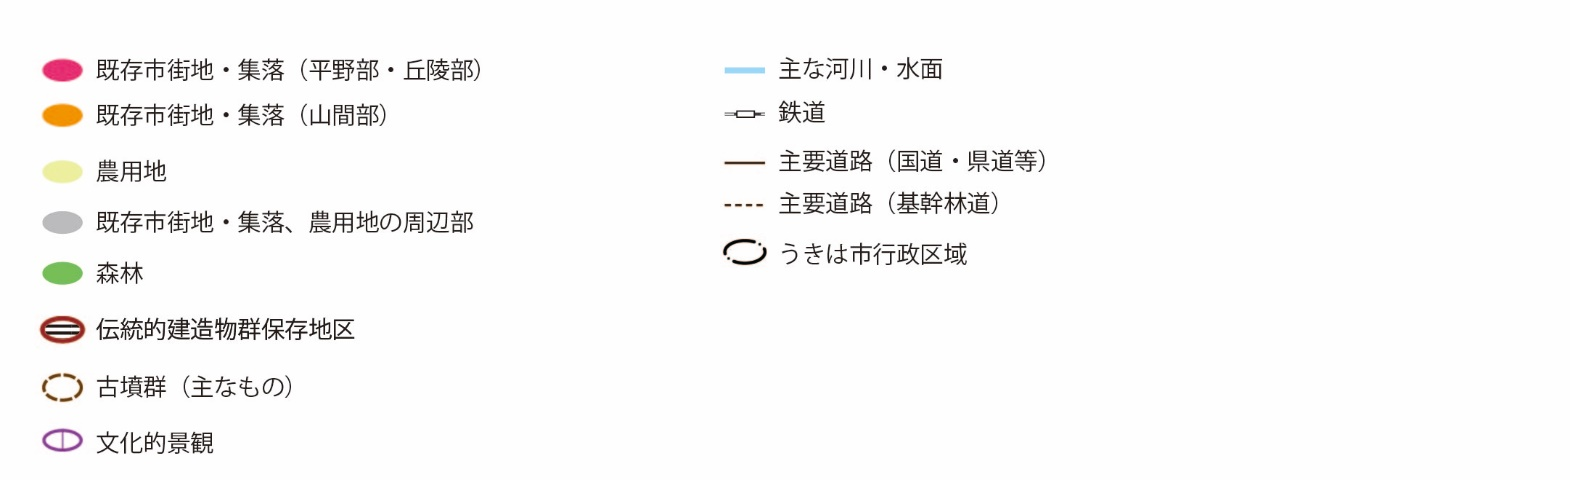 既存市街地・集落（平野部・丘陵部）
既存市街地・集落（山間部）
農用地
既存市街地・集落、農用地の周辺部
森林
伝統的建造物群保存地区
古墳群（主なもの）
文化的景観
主な河川・水面
鉄道
主要道路（国道・県道等）
主要道路（基幹林道）
うきは市行政区域